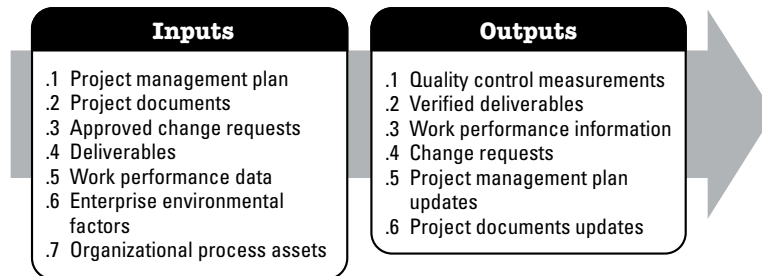 Inputs
.1 Project management plan
.2 Project documents
.3 Approved change requests
.4 Deliverables
.5 Work performance data
.6 Enterprise environmental
factors
.7 Organizational process assets
Outputs
.1 Quality control measurements
.2 Verified deliverables
.3 Work performance information
.4 Change requests
.5 Project management plan
updates
.6 Project documents updates